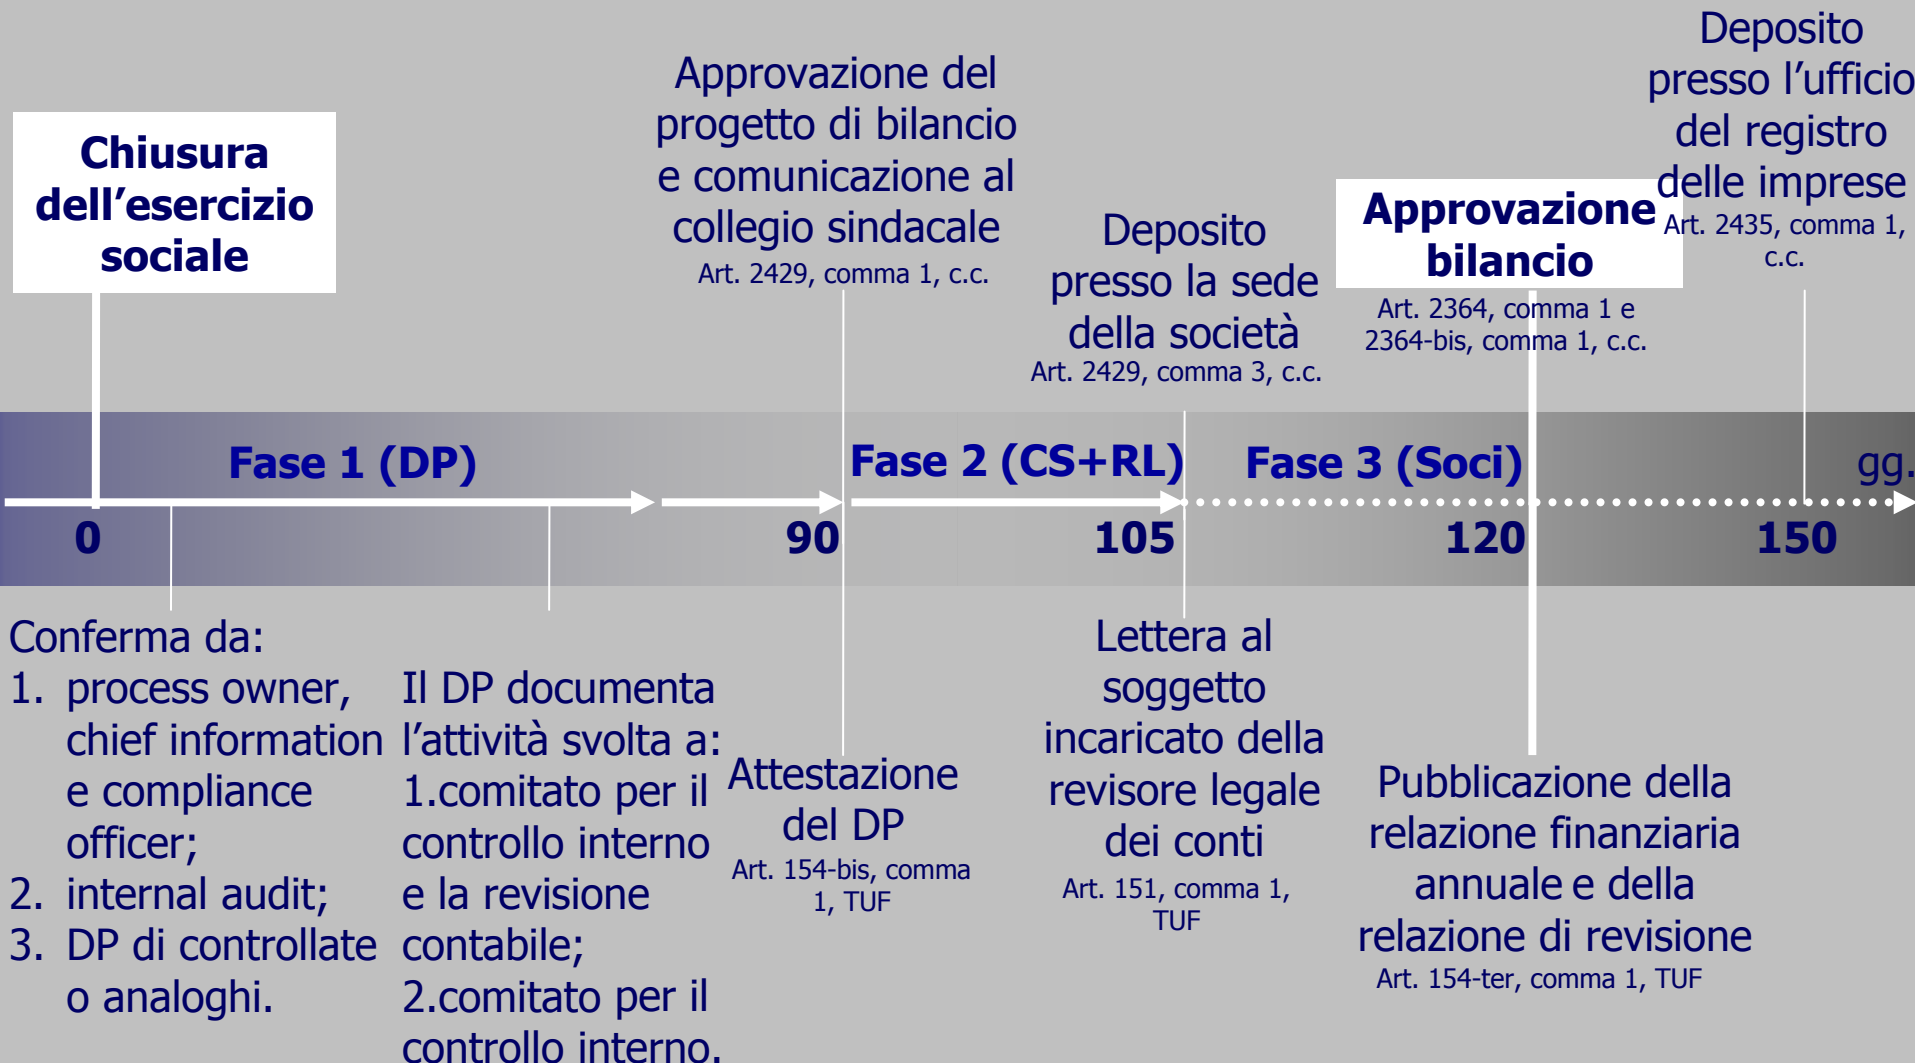 Chiusura
dell’esercizio
sociale
Approvazione del
progetto di bilancio
e comunicazione al
collegio sindacale
Art. 2429, comma 1, c.c.
Deposito
presso la sede
della società
Art. 2429, comma 3, c.c.
Approvazione
bilancio
Art. 2364, comma 1 e
2364-bis, comma 1, c.c.
Deposito
presso l’ufficio
del registro
delle imprese
Art. 2435, comma 1,
c.c.
Fase 1 (DP)
Fase 2 (CS+RL)
Fase 3 (Soci)
gg.
0
90
105
120
150
Conferma da:
1. process owner,
chief information
e compliance
officer;
2. internal audit;
3. DP di controllate
o analoghi.
Il DP documenta
l’attività svolta a:
1.comitato per il
controllo interno
e la revisione
contabile;
2.comitato per il
controllo interno.
Attestazione
del DP
Art. 154-bis, comma
1, TUF
Lettera al
soggetto
incaricato della
revisore legale
dei conti
Art. 151, comma 1,
TUF
Pubblicazione della
relazione finanziaria
annuale e della
relazione di revisione
Art. 154-ter, comma 1, TUF